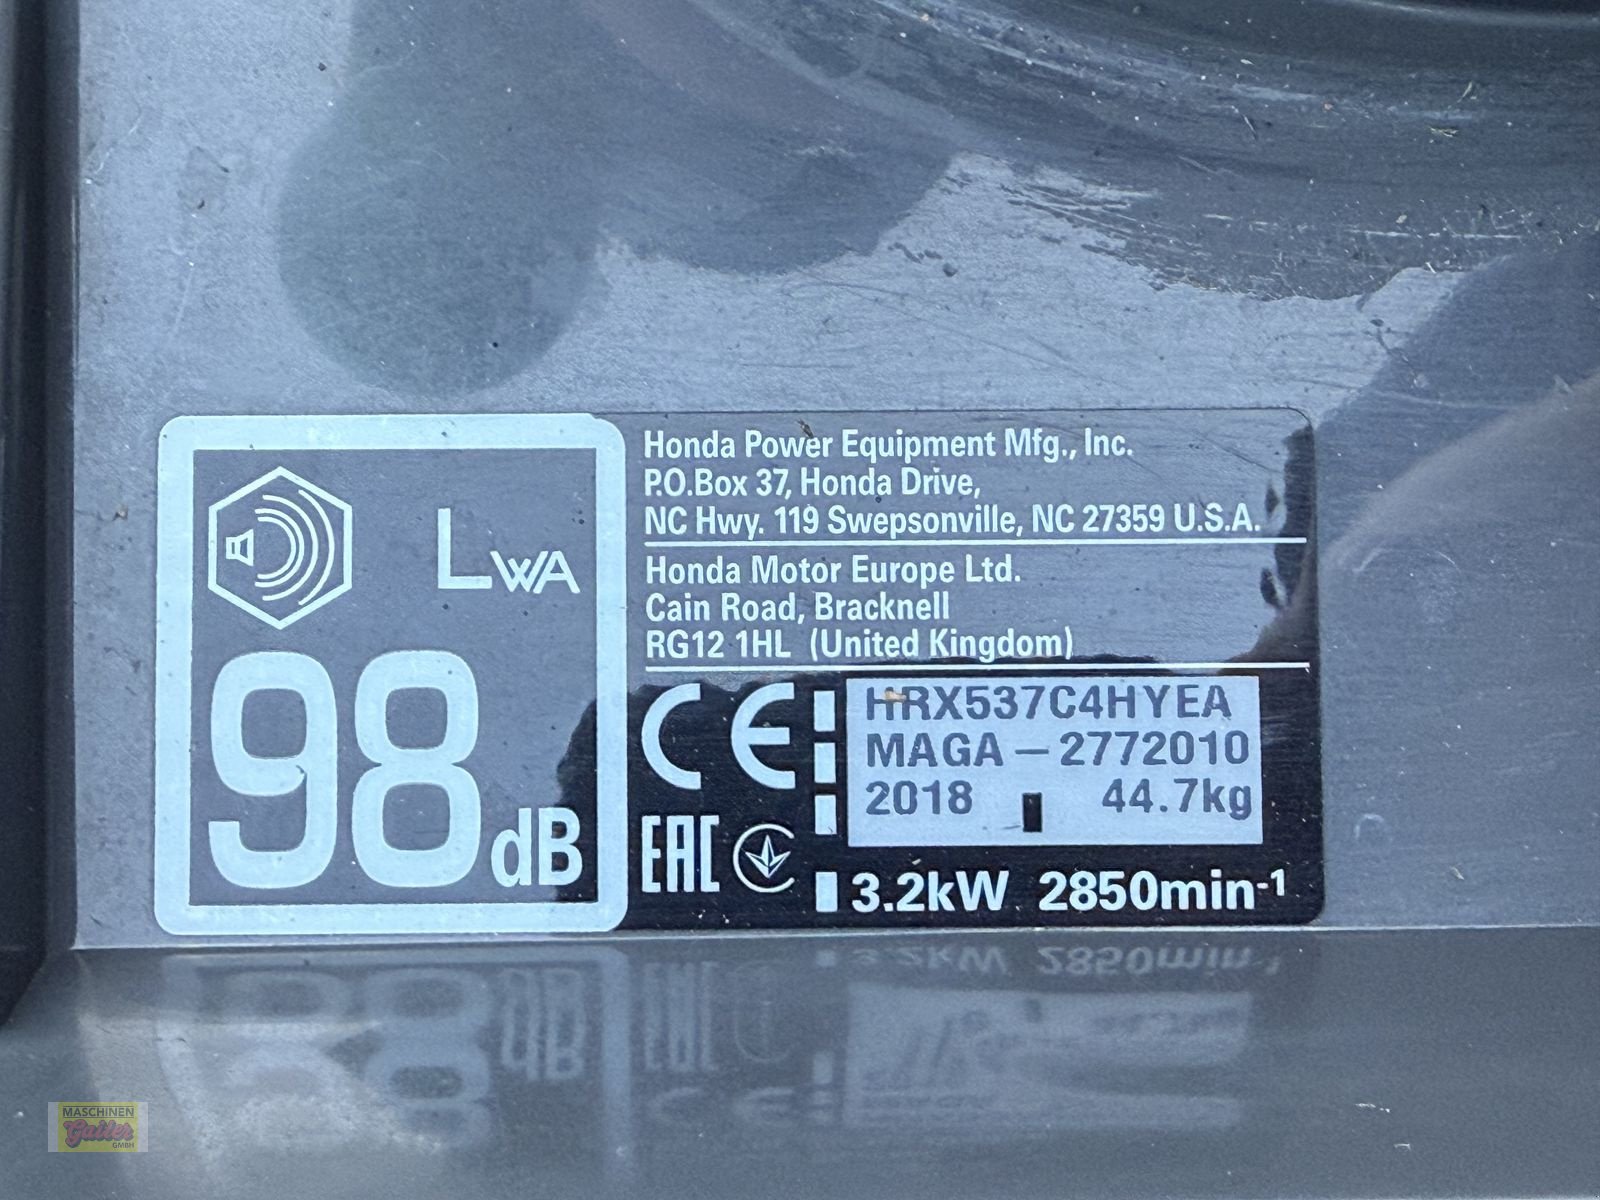 LWA
98 dB
Honda Power Equipment Mfg., Inc.
P.O.Box 37, Honda Drive,
NC Hwy. 119 Swepsonville, NC 27359 U.S.A.
Honda Motor Europe Ltd.
Cain Road, Bracknell
RG12 1HL (United Kingdom)
CE
HRX537C4HYEA
MAGA – 2772010
2018 44.7kg
EAC
3.2kW 2850min-1
MASCHINEN
Gailer
GMBH